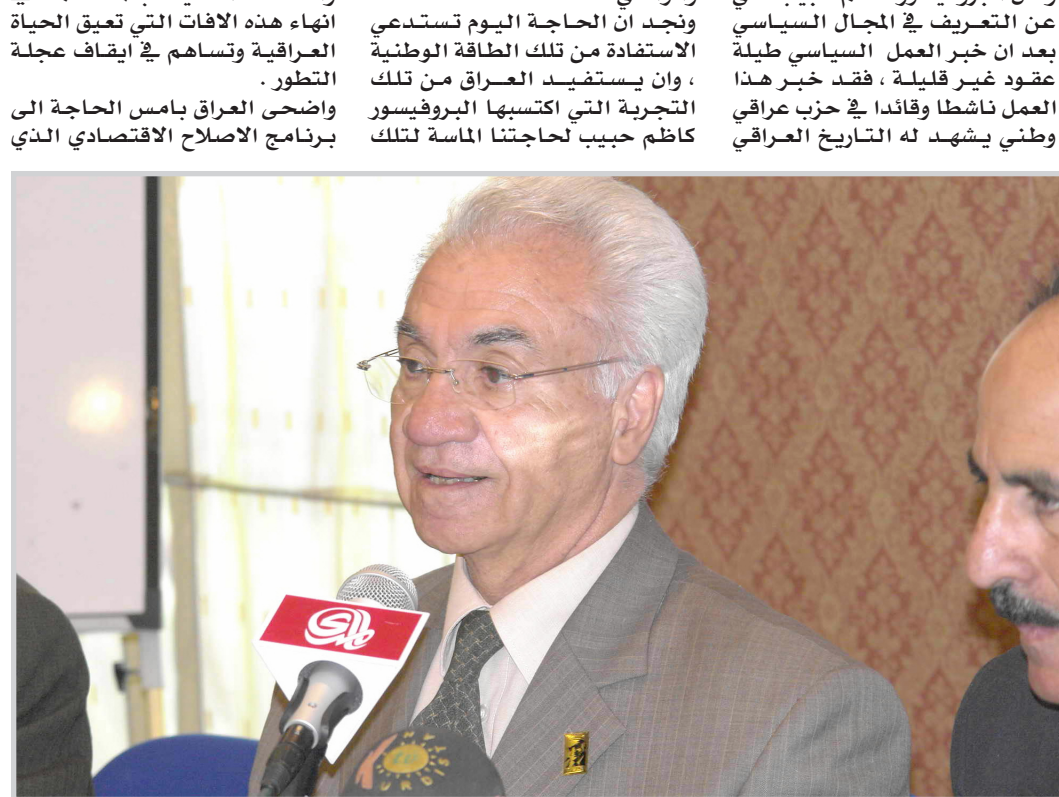 عن التعريف في المجال السياسي
بعد ان خبر العمل السياسي طيلة
عقود غير قليلة ، فقد خبر هذا
العمل ناشطا وقائدا في حزب عراقي
وطني يشهد له التاريخ العراقي
ونجد ان الحاجة اليوم تستدعي
الاستفادة من تلك الطاقة الوطنية
، وان يستفيد العراق من تلك
التجربة التي اكتسبها البروفيسور
كاظم حبيب لحاجتنا الماسة لتلك
انهاء هذه الافات التي تعيق الحياة
العراقية وتساهم في ايقاف عجلة
التطور .
واضحى العراق بامس الحاجة الى
برنامج الاصلاح الاقتصادي الذي
المدى
KURDISTAN
tv